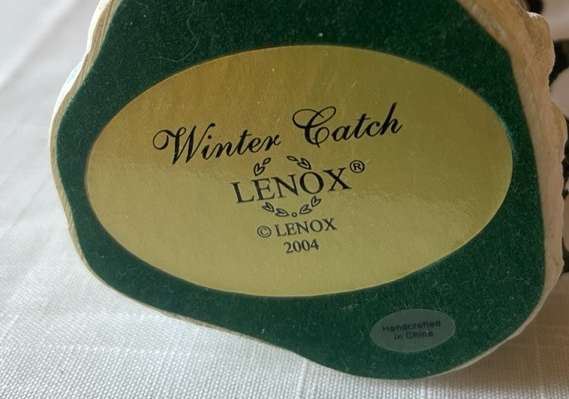 Winter Catch
LENOX®
© LENOX
2004
Handcrafted
in China